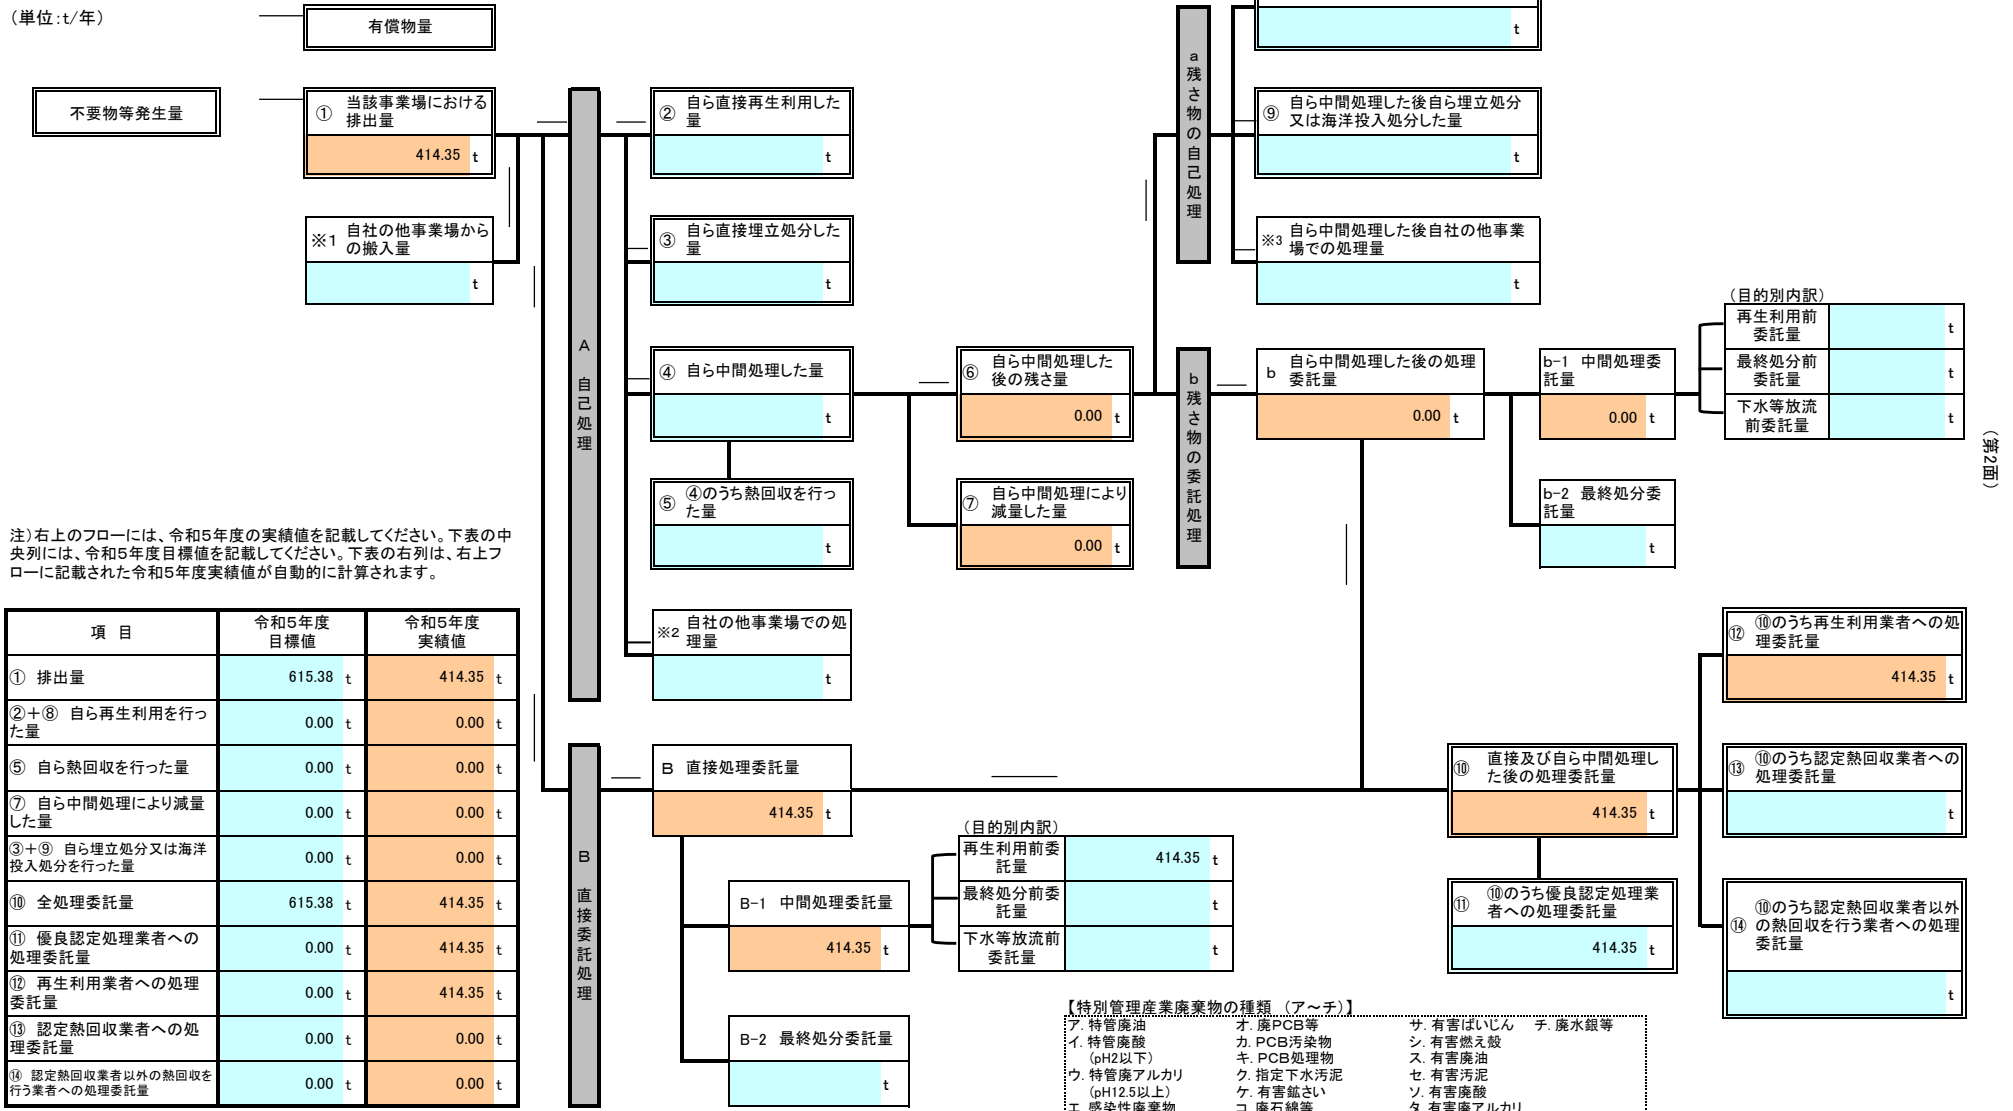 （単位:t/年）
有償物量
不要物等発生量
① 当該事業場における
排出量
414.35 t
※1 自社の他事業場から
の搬入量
t
A 自己処理
② 自ら直接再生利用した
量
t
③ 自ら直接埋立処分した
量
t
④ 自ら中間処理した量
t
⑤ ④のうち熱回収を行っ
た量
t
※2 自社の他事業場での処
理量
t
⑥ 自ら中間処理した
後の残さ量
0.00 t
⑦ 自ら中間処理により
減量した量
0.00 t
a 残さ物の自己処理
t
⑨ 自ら中間処理した後自ら埋立処分
又は海洋投入処分した量
t
※3 自ら中間処理した後自社の他事業
場での処理量
t
b 残さ物の委託処理
b 自ら中間処理した後の処理
委託量
0.00 t
b-1 中間処理委
託量
0.00 t
（目的別内訳）
再生利用前
委託量
t
最終処分前
委託量
t
下水等放流
前委託量
t
b-2 最終処分委
託量
t
（第2面）
注）右上のフローには、令和5年度の実績値を記載してください。下表の中
央列には、令和5年度目標値を記載してください。下表の右列は、右上フ
ローに記載された令和5年度実績値が自動的に計算されます。
項 目 令和5年度 目標値 令和5年度 実績値
① 排出量 615.38 t 414.35 t
②＋⑧ 自ら再生利用を行っ
た量 0.00 t 0.00 t
⑤ 自ら熱回収を行った量 0.00 t 0.00 t
⑦ 自ら中間処理により減量
した量 0.00 t 0.00 t
③＋⑨ 自ら埋立処分又は海洋
投入処分を行った量 0.00 t 0.00 t
⑩ 全処理委託量 615.38 t 414.35 t
⑪ 優良認定処理業者への
処理委託量 0.00 t 414.35 t
⑫ 再生利用業者への処理
委託量 0.00 t 414.35 t
⑬ 認定熱回収業者への処
理委託量 0.00 t 0.00 t
⑭ 認定熱回収業者以外の熱回収を
行う業者への処理委託量 0.00 t 0.00 t
B 直接委託処理
B 直接処理委託量
414.35 t
B-1 中間処理委託量
414.35 t
B-2 最終処分委託量
t
（目的別内訳）
再生利用前委
託量
414.35 t
最終処分前委
託量
t
下水等放流前
委託量
t
⑩ 直接及び自ら中間処理し
た後の処理委託量
414.35 t
⑪ ⑩のうち優良認定処理業
者への処理委託量
414.35 t
⑫ ⑩のうち再生利用業者への処
理委託量
414.35 t
⑬ ⑩のうち認定熱回収業者への
処理委託量
t
⑭ ⑩のうち認定熱回収業者以外
の熱回収を行う業者への処理
委託量
t
【特別管理産業廃棄物の種類 （ア～チ）】
ア. 特管廃油 オ. 廃PCB等 サ. 有害ばいじん チ. 廃水銀等
イ. 特管廃酸 カ. PCB汚染物 シ. 有害燃え殻
（pH2以下） キ. PCB処理物 ス. 有害廃油
ウ. 特管廃アルカリ ク. 指定下水汚泥 セ. 有害汚泥
（pH12.5以上） ケ. 有害鉱さい ソ. 有害廃酸
エ. 感染性廃棄物 コ. 廃石綿等 タ. 有害廃アルカリ